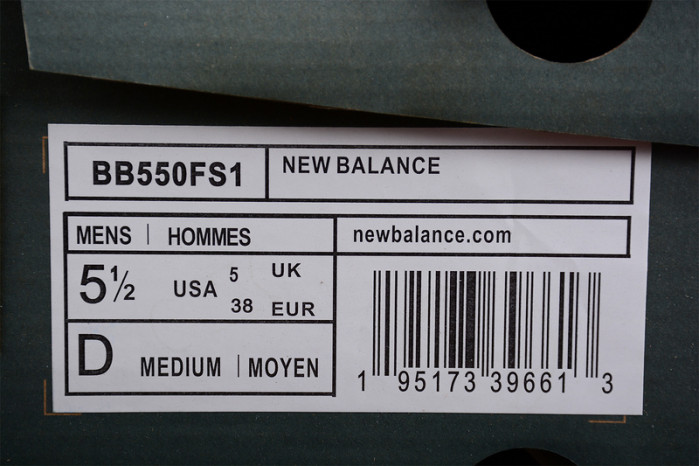 BB550FS1
NEW BALANCE
MENS | HOMMES
newbalance.com
5½ USA 5 UK
38 EUR
D MEDIUM | MOYEN
1 95173 39661 3